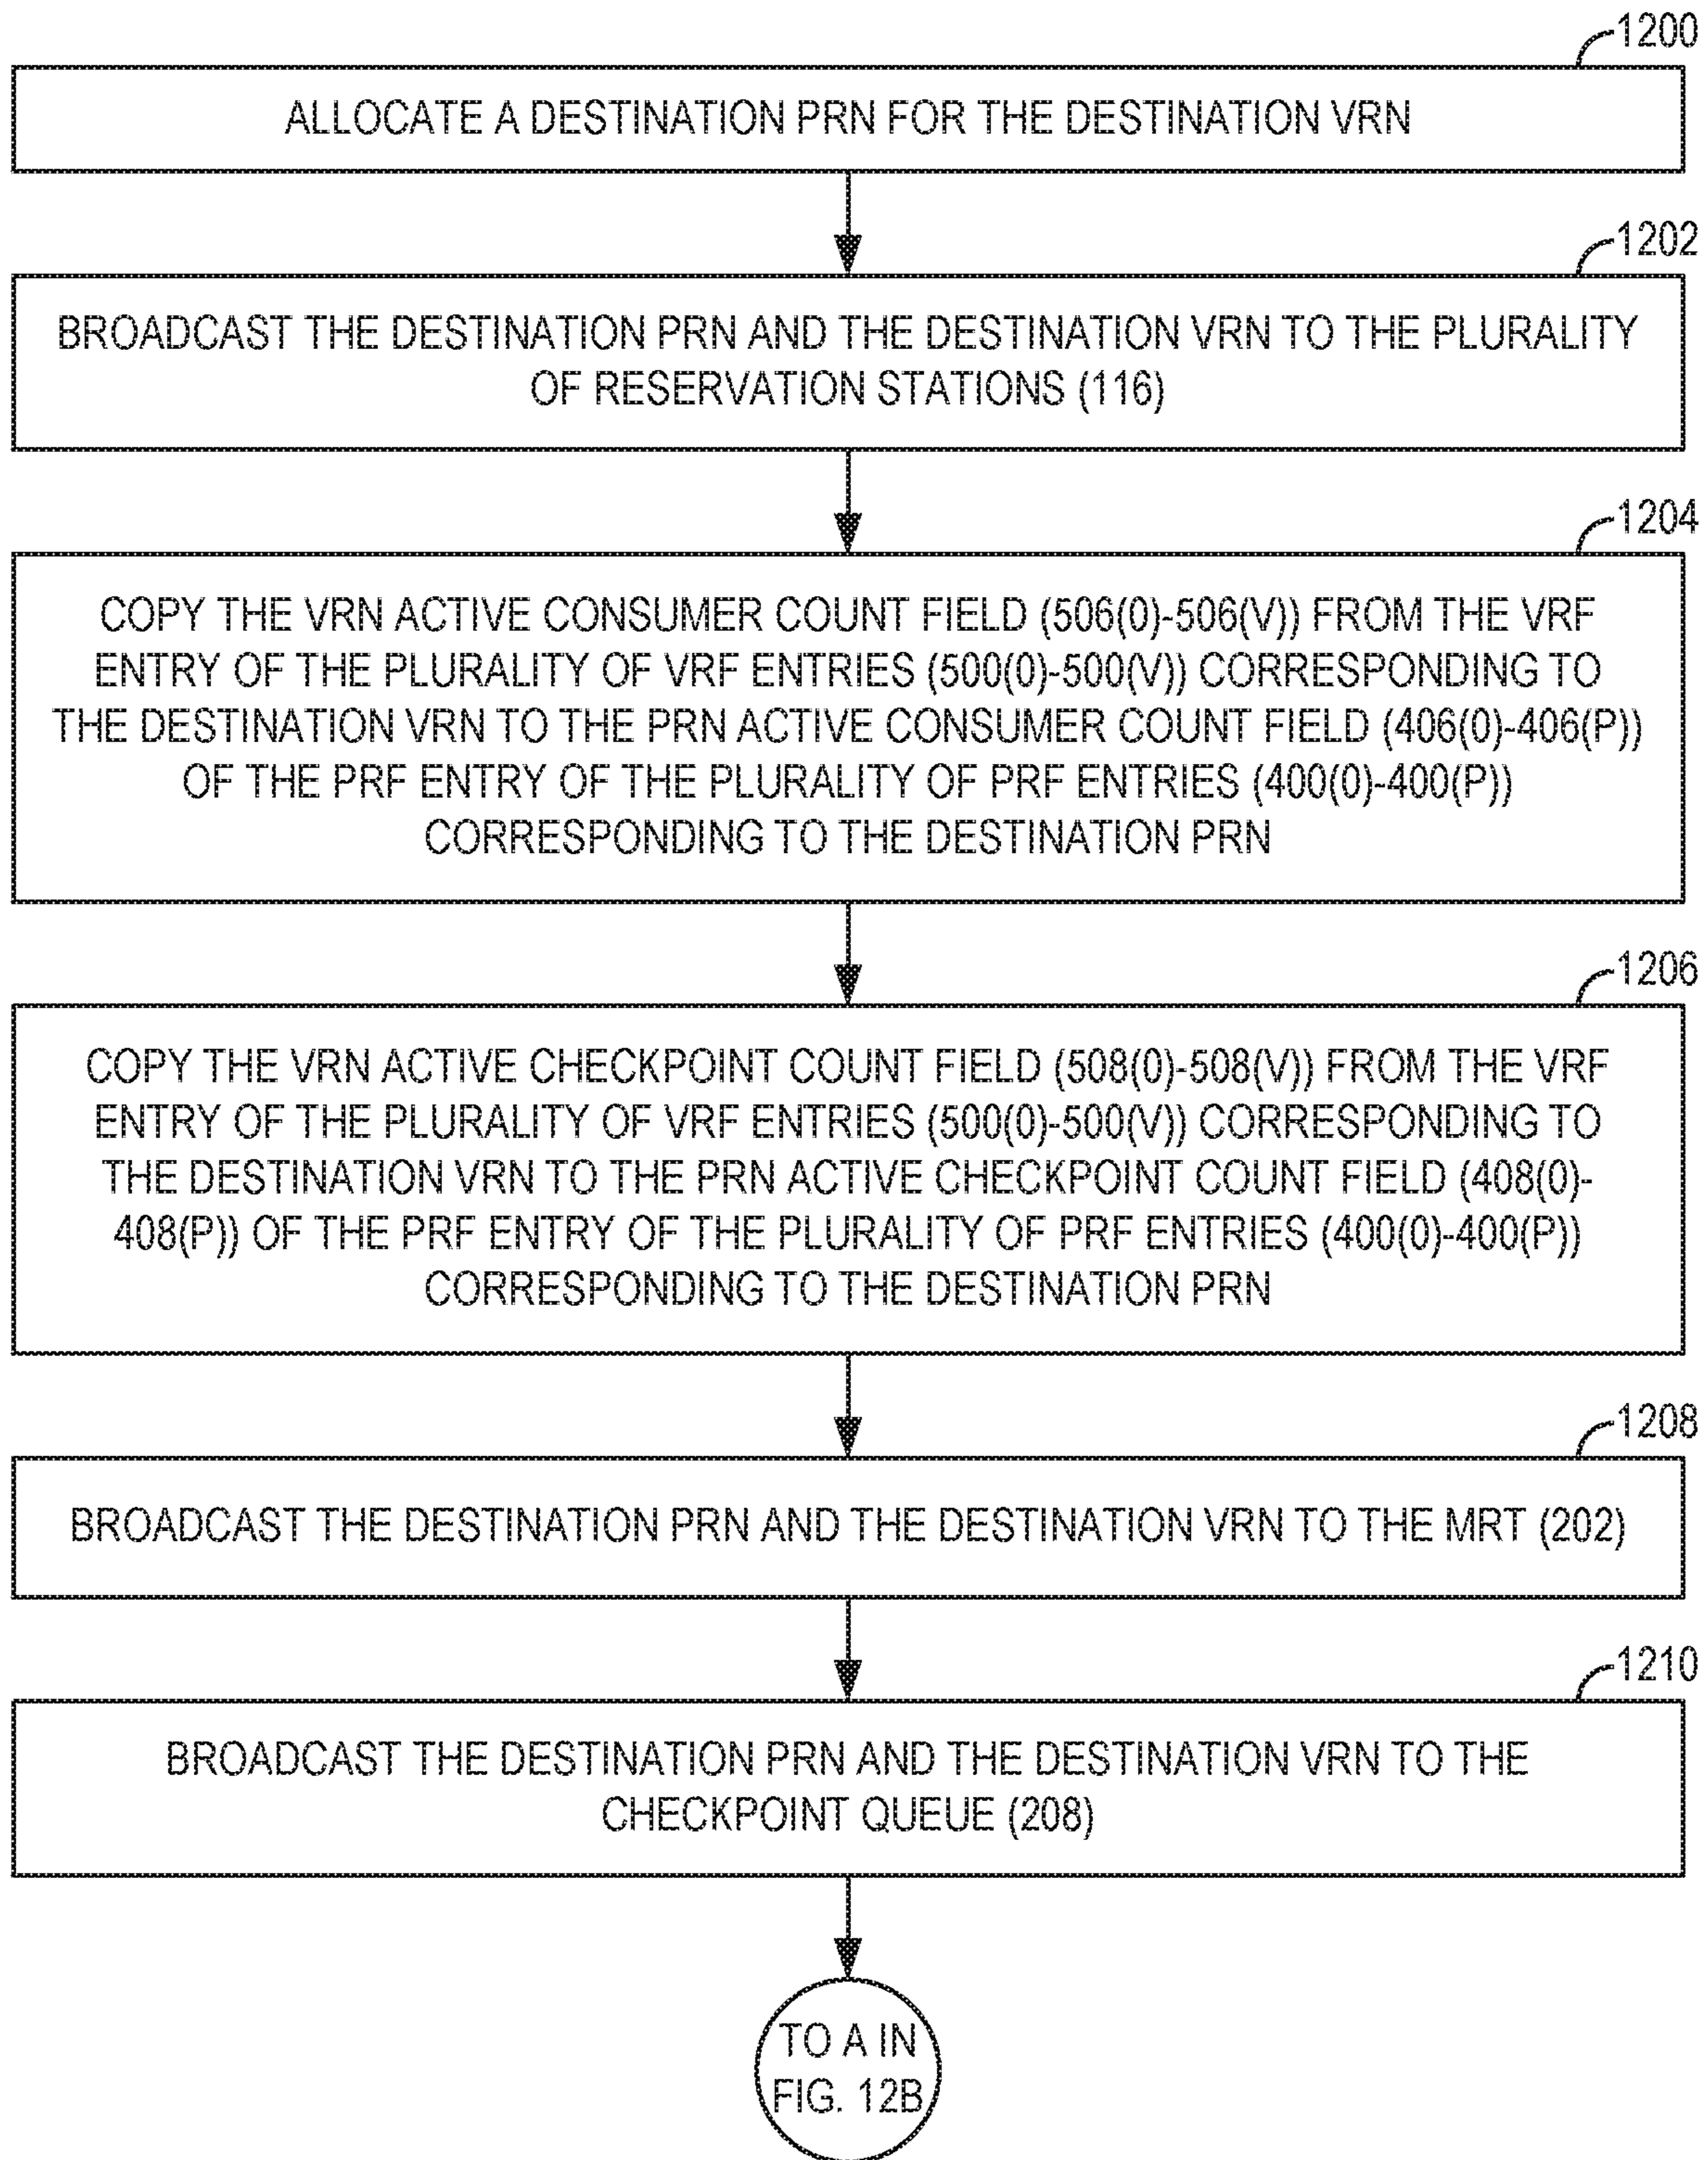 1200
ALLOCATE A DESTINATION PRN FOR THE DESTINATION VRN
1202
BROADCAST THE DESTINATION PRN AND THE DESTINATION VRN TO THE PLURALITY
OF RESERVATION STATIONS (116)
1204
COPY THE VRN ACTIVE CONSUMER COUNT FIELD (506(0)-506(V)) FROM THE VRF
ENTRY OF THE PLURALITY OF VRF ENTRIES (500(0)-500(V)) CORRESPONDING TO
THE DESTINATION VRN TO THE PRN ACTIVE CONSUMER COUNT FIELD (406(0)-406(P))
OF THE PRF ENTRY OF THE PLURALITY OF PRF ENTRIES (400(0)-400(P))
CORRESPONDING TO THE DESTINATION PRN
1206
COPY THE VRN ACTIVE CHECKPOINT COUNT FIELD (508(0)-508(V)) FROM THE VRF
ENTRY OF THE PLURALITY OF VRF ENTRIES (500(0)-500(V)) CORRESPONDING TO
THE DESTINATION VRN TO THE PRN ACTIVE CHECKPOINT COUNT FIELD (408(0)-
408(P)) OF THE PRF ENTRY OF THE PLURALITY OF PRF ENTRIES (400(0)-400(P))
CORRESPONDING TO THE DESTINATION PRN
1208
BROADCAST THE DESTINATION PRN AND THE DESTINATION VRN TO THE MRT (202)
1210
BROADCAST THE DESTINATION PRN AND THE DESTINATION VRN TO THE
CHECKPOINT QUEUE (208)
TO A IN
FIG. 12B